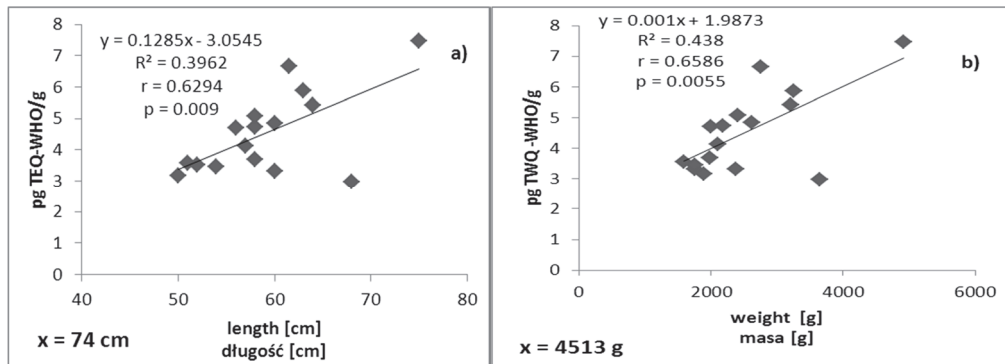 y = 0.1285x - 3.0545
R² = 0.3962
r = 0.6294
p = 0.009
a)
pg TEQ-WHO/g
8
7
6
5
4
3
2
1
0
40
50
60
70
80
length [cm]
długość [cm]
x = 74 cm
y = 0.001x + 1.9873
R² = 0.438
r = 0.6586
p = 0.0055
b)
pg TWQ-WHO/g
8
7
6
5
4
3
2
1
0
0
2000
4000
6000
weight [g]
masa [g]
x = 4513 g